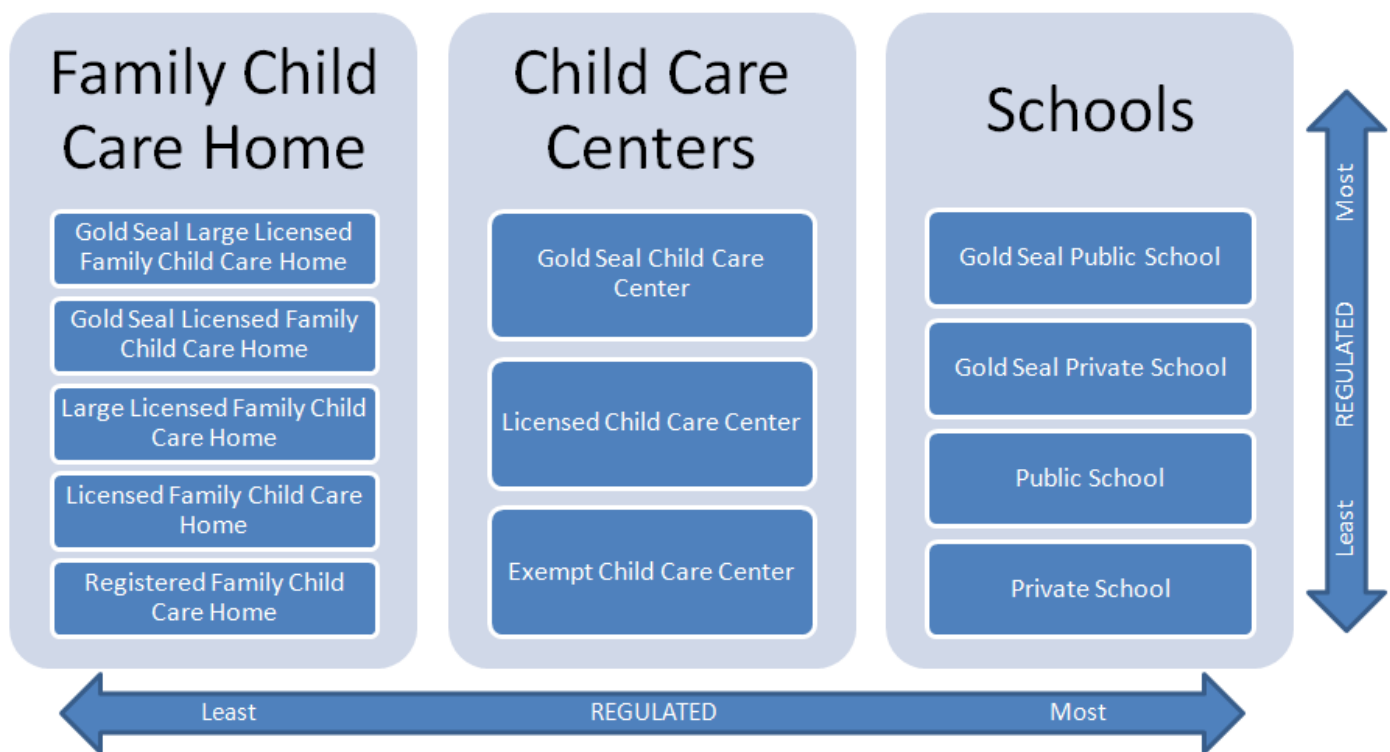 Family Child
Care Home
Gold Seal Large Licensed
Family Child Care Home
Gold Seal Licensed Family
Child Care Home
Large Licensed Family Child
Care Home
Licensed Family Child Care
Home
Registered Family Child
Care Home
Child Care
Centers
Gold Seal Child Care
Center
Licensed Child Care Center
Exempt Child Care Center
Schools
Gold Seal Public School
Gold Seal Private School
Public School
Private School
Most
REGULATED
Least
Least
REGULATED
Most